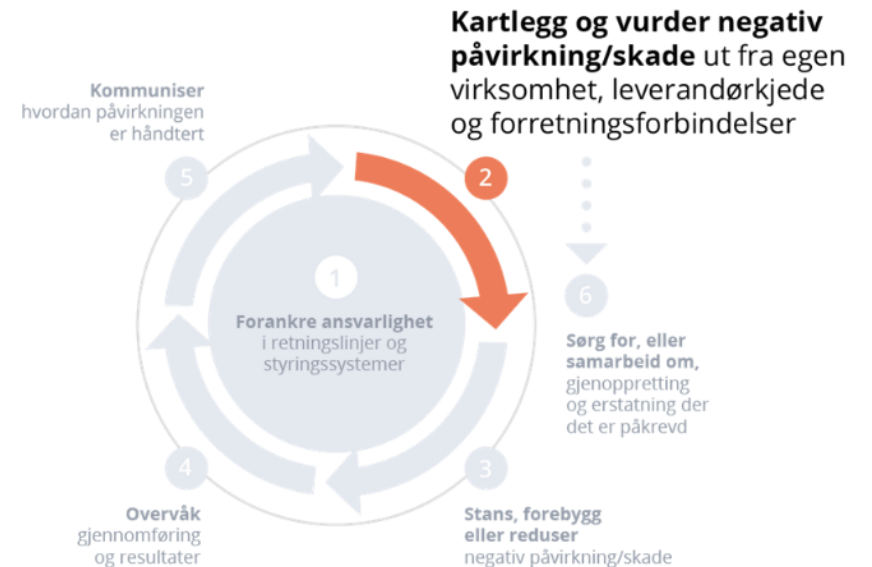 Kartlegg og vurder negativ
påvirkning/skade ut fra egen
virksomhet, leverandørkjede
og forretningsforbindelser
2
Kommuniser
hvordan påvirkningen
er håndtert
5
1
Forankre ansvarlighet
i retningslinjer og
styringssystemer
6
Sørg for, eller
samarbeid om,
gjenoppretting
og erstatning der
det er påkrevd
4
Overvåk
gjennomføring
og resultater
3
Stans, forebygg
eller reduser
negativ påvirkning/skade